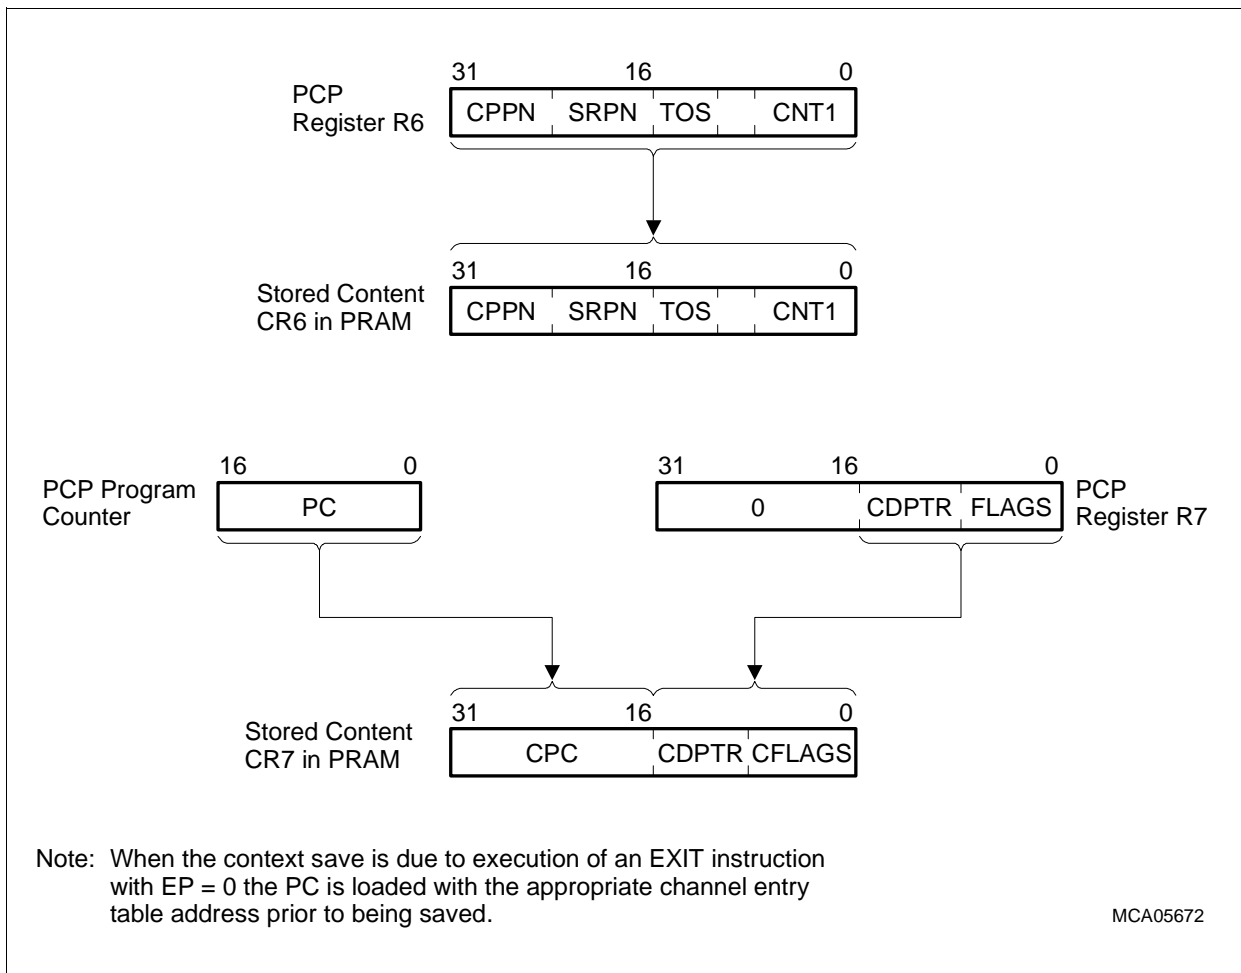 31 16 0
PCP
Register R6
CPPN SRPN TOS CNT1
31 16 0
Stored Content
CR6 in PRAM
CPPN SRPN TOS CNT1
16 0
PCP Program
Counter
PC
31 16 0
0 CDPTR FLAGS
PCP
Register R7
31 16 0
Stored Content
CR7 in PRAM
CPC CDPTR CFLAGS
Note: When the context save is due to execution of an EXIT instruction
with EP = 0 the PC is loaded with the appropriate channel entry
table address prior to being saved.
MCA05672